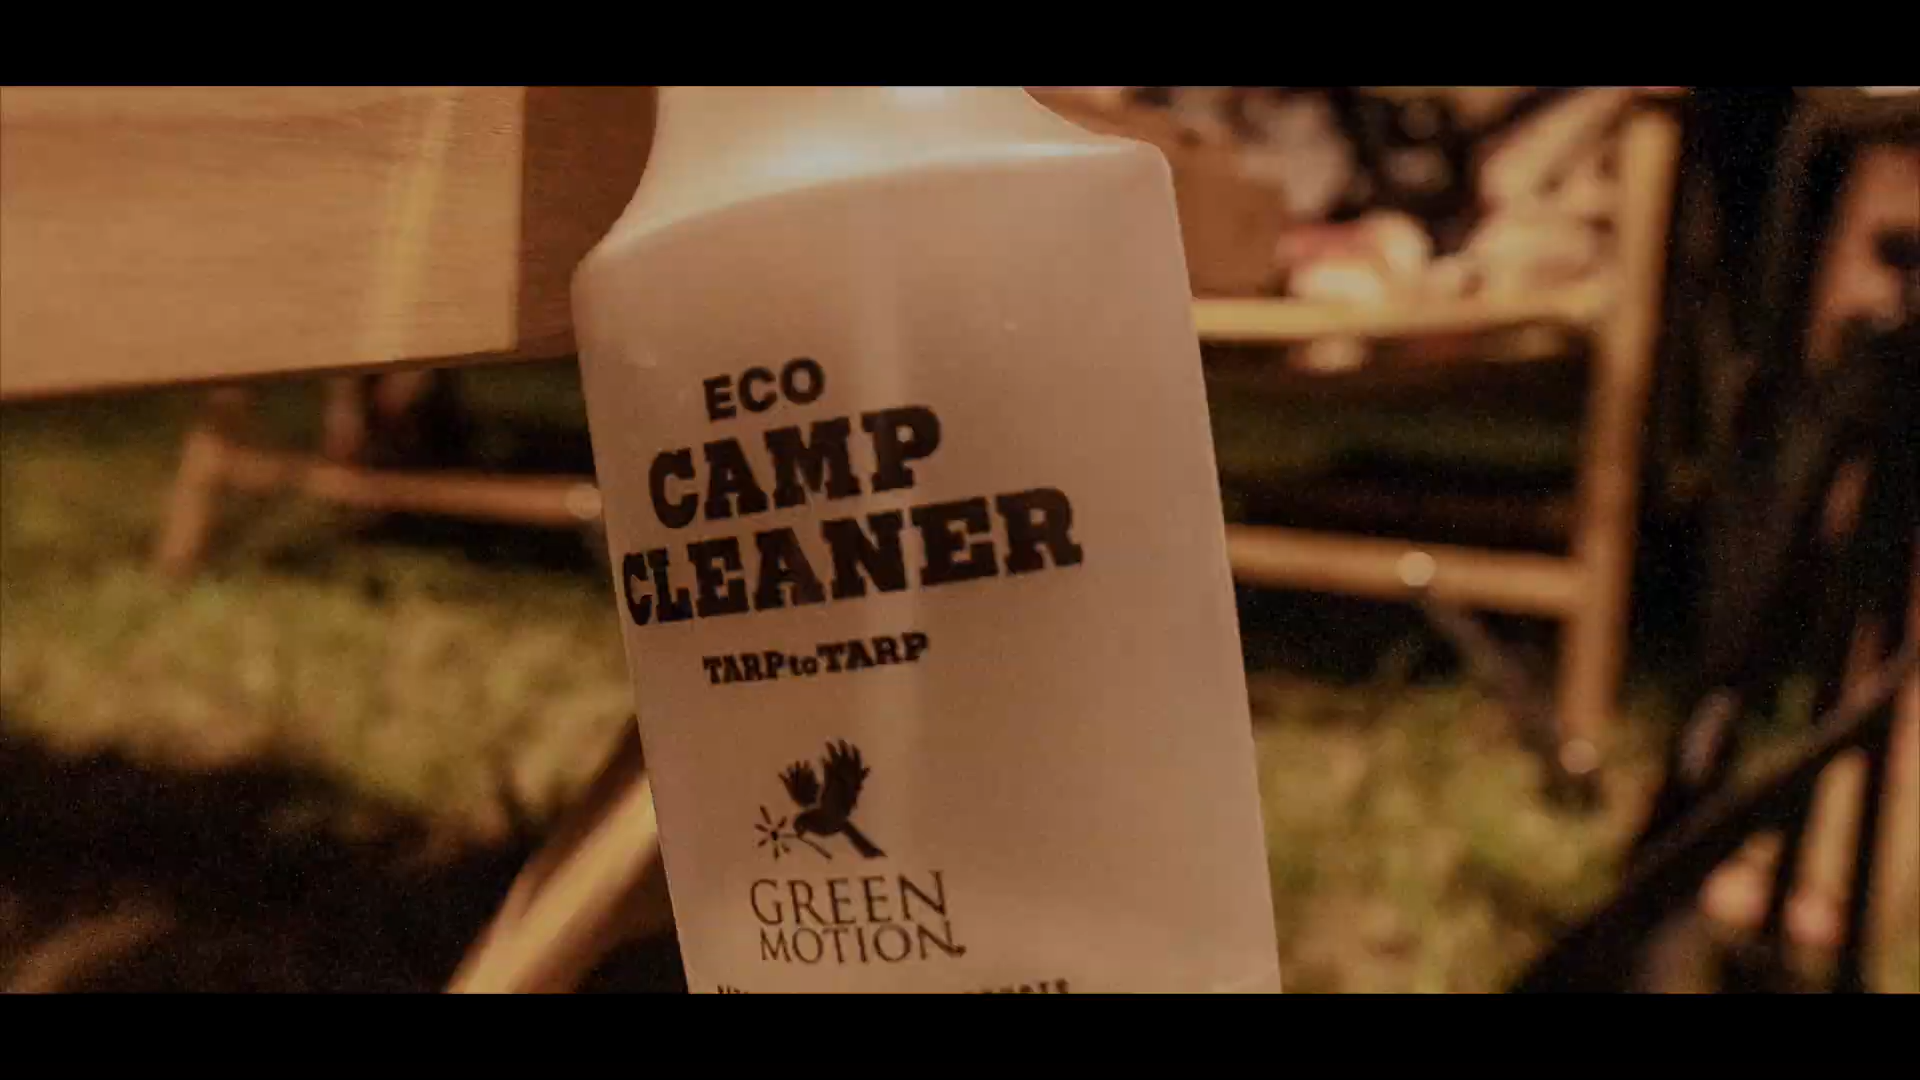 ECO
CAMP
CLEANER
TARP to TARP
GREEN
MOTION